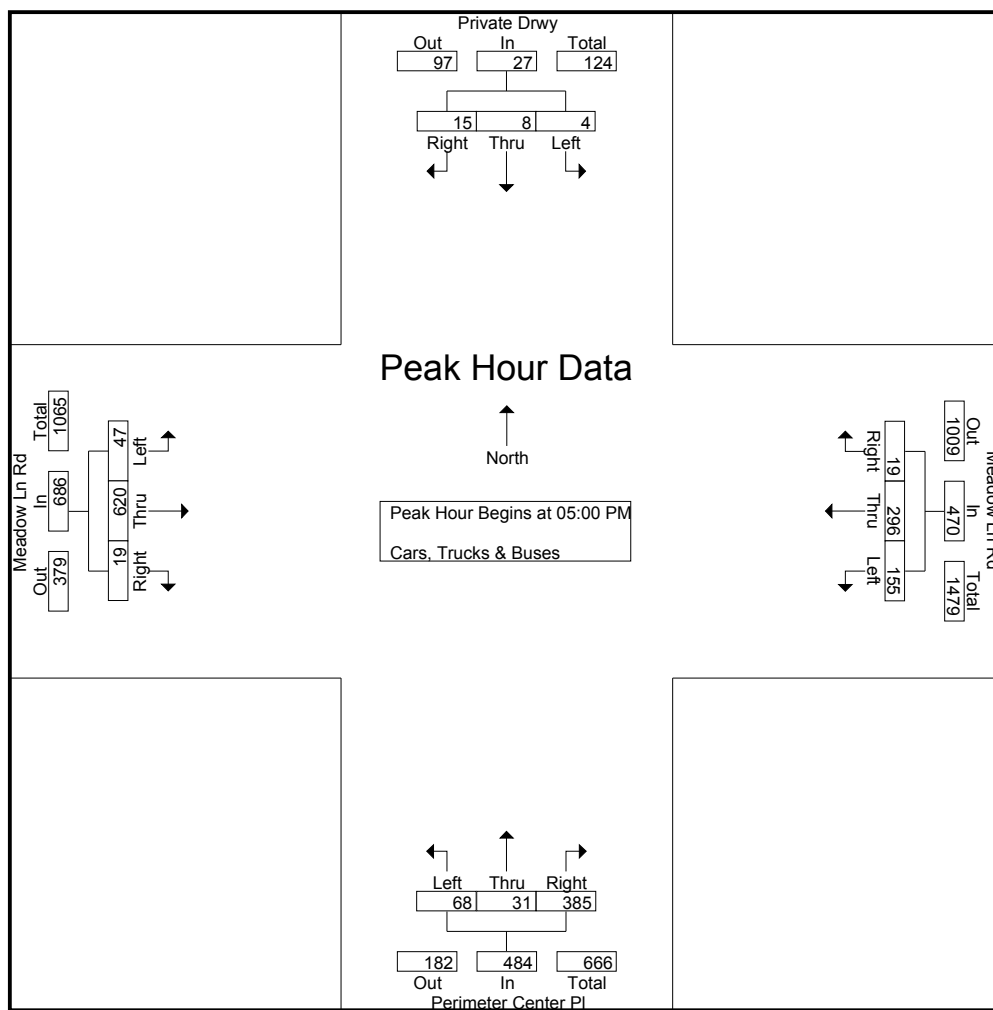 Private Drwy
Out In Total
97 27 124
15 8 4
Right Thru Left
Peak Hour Data
North
Peak Hour Begins at 05:00 PM
Cars, Trucks & Buses
Meadow Ln Rd
Total In Out
1065 686 379
47 620 19
Left Thru Right
Meadow Ln Rd
Out In Total
1009 470 1479
19 296 155
Right Thru Left
Left Thru Right
68 31 385
182 484 666
Out In Total
Perimeter Center Pl